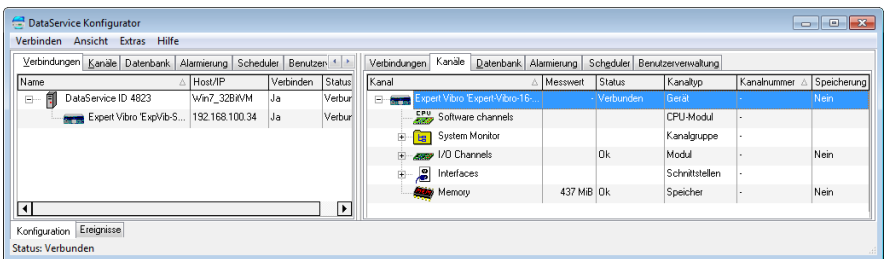 DataService Konfigurator
Verbinden Ansicht Extras Hilfe
Verbindungen Kanäle Datenbank Alarmierung Scheduler Benutzer
Name Host/IP Verbinden Status
DataService ID 4823 Win7_32BitVM Ja Verbur
Expert Vibro 'ExpVib-S... 192.168.100.34 Ja Verbur
Verbindungen Kanäle Datenbank Alarmierung Scheduler Benutzerverwaltung
Kanal Messwert Status Kanaltyp Kanalnummer Speicherung
Expert Vibro 'Expert-Vibro-16-... - Verbunden Gerät - Nein
Software channels CPU-Modul
System Monitor Kanalgruppe -
I/O Channels Ok Modul - Nein
Interfaces Schnittstellen -
Memory 437 MiB Ok Speicher - Nein
Konfiguration Ereignisse
Status: Verbunden